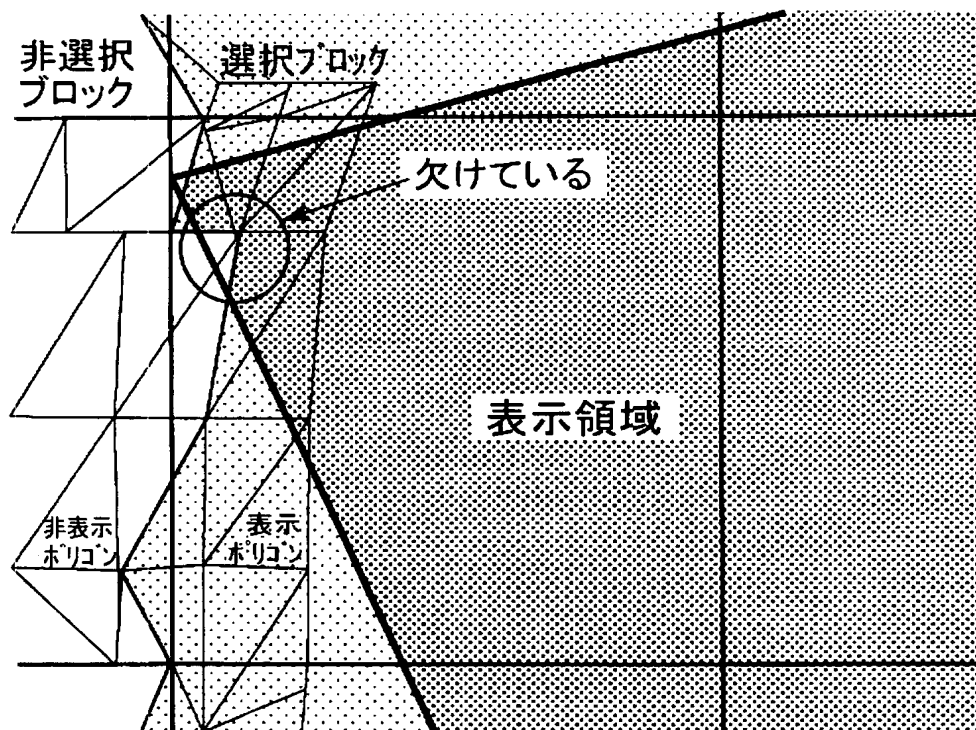 非選択
ブロック
選択ブロック
欠けている
表示領域
非表示
ポリゴン
表示
ポリゴン